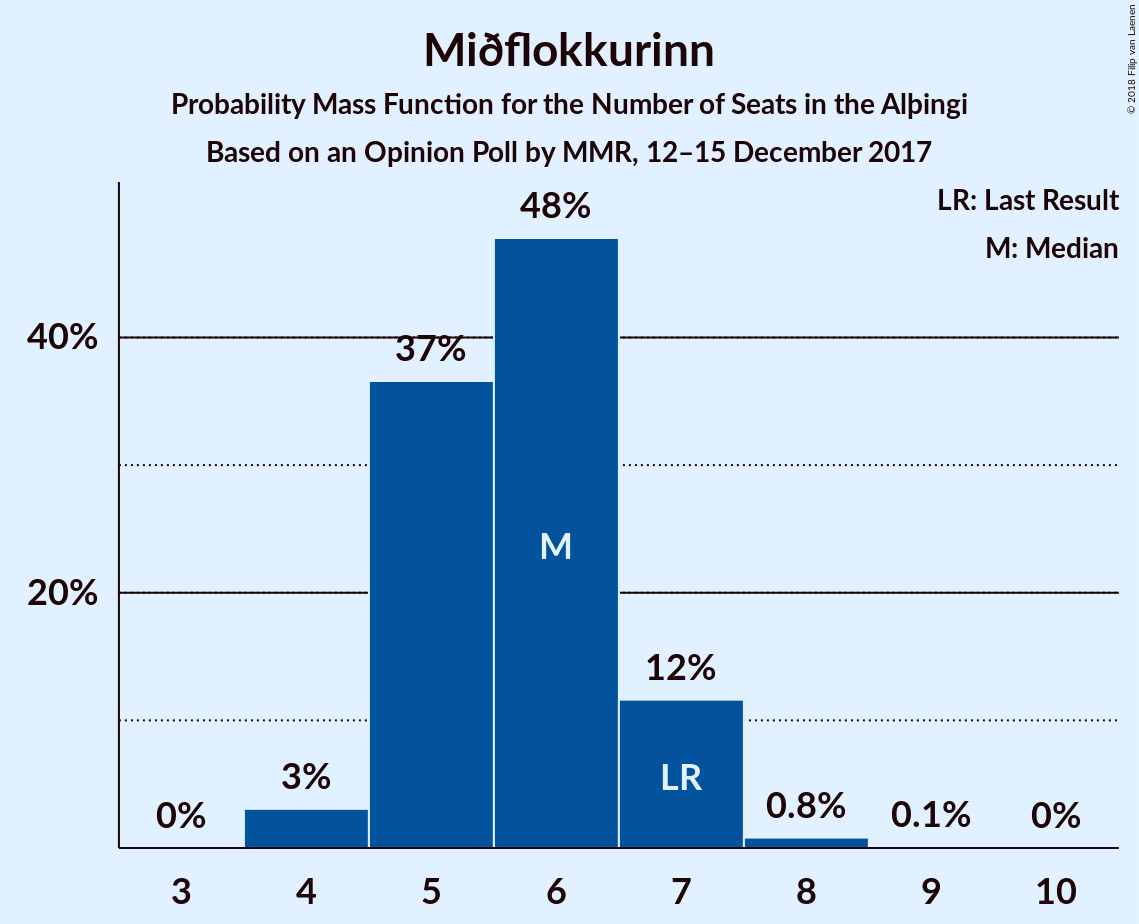 Miðflokkurinn
Probability Mass Function for the Number of Seats in the Alþingi
Based on an Opinion Poll by MMR, 12–15 December 2017
© 2018 Filip van Laenen
LR: Last Result
M: Median
48%
40%
37%
M
20%
12%
LR
3%
0%
0.8%
0.1%
0%
3 4 5 6 7 8 9 10